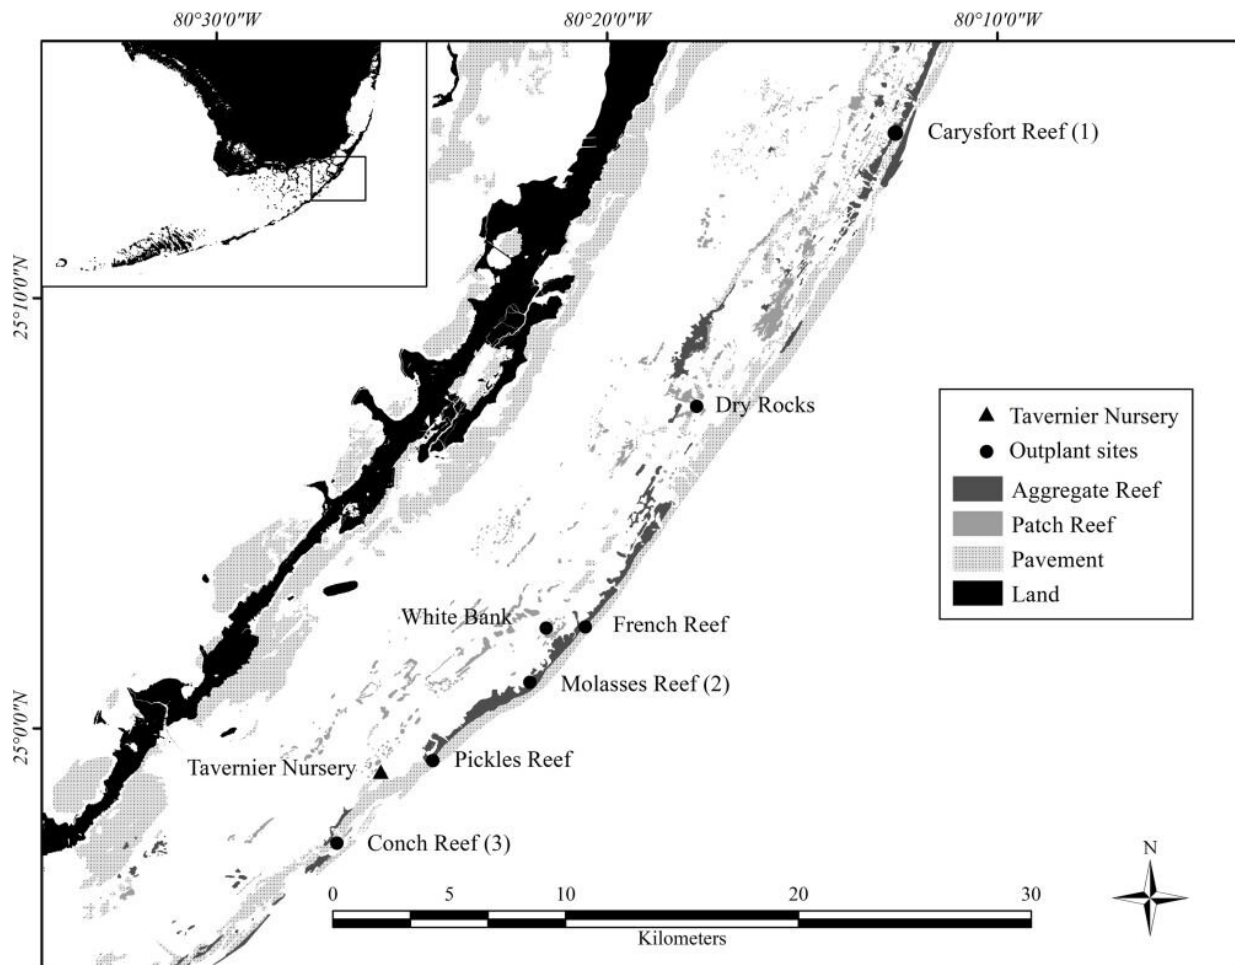 80°30'0"W
80°20'0"W
80°10'0"W
Carysfort Reef (1)
25°10'0"N
Dry Rocks
Tavernier Nursery
Outplant sites
Aggregate Reef
Patch Reef
Pavement
Land
White Bank
French Reef
Molasses Reef (2)
25°0'0"N
Pickles Reef
Tavernier Nursery
Conch Reef (3)
N
0 5 10 20 30
Kilometers